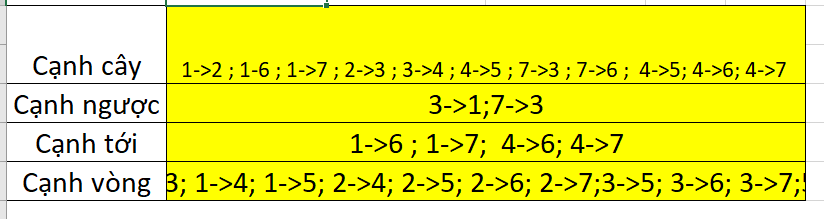 Cạnh cây 1->2 ; 1-6 ; 1->7 ; 2->3 ; 3->4 ; 4->5 ; 7->3 ; 7->6 ; 4->5; 4->6; 4->7
Cạnh ngược 3->1;7->3
Cạnh tới 1->6 ; 1->7; 4->6; 4->7
Cạnh vòng 3; 1->4; 1->5; 2->4; 2->5; 2->6; 2->7;3->5; 3->6; 3->7;